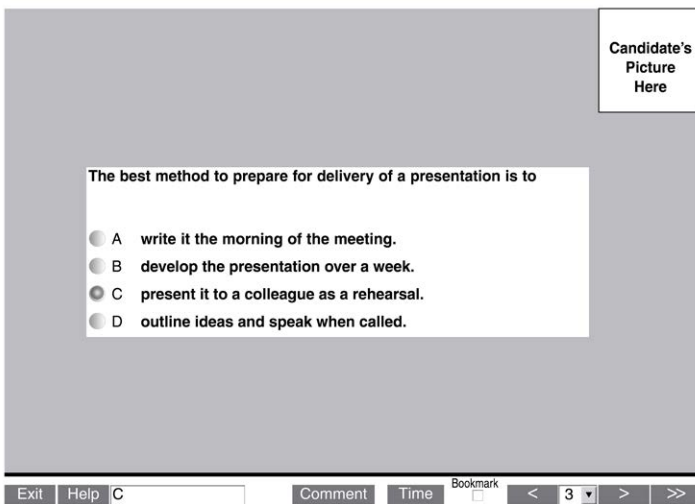 Candidate's
Picture
Here
The best method to prepare for delivery of a presentation is to
A write it the morning of the meeting.
B develop the presentation over a week.
C present it to a colleague as a rehearsal.
D outline ideas and speak when called.
Bookmark
Exit Help C Comment Time < 3 > >>